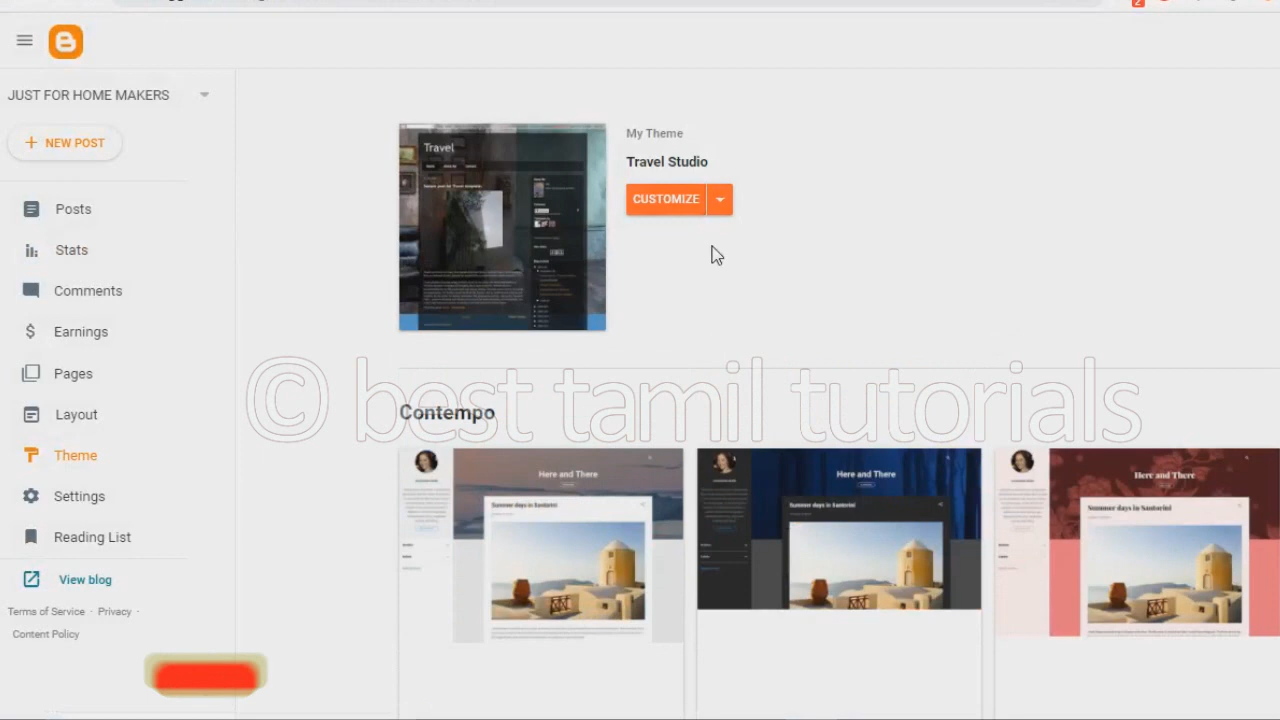 2
JUST FOR HOME MAKERS
+ NEW POST
Posts
Stats
Comments
Earnings
Pages
Layout
Theme
Settings
Reading List
View blog
Terms of Service · Privacy ·
Content Policy
Travel
My Theme
Travel Studio
CUSTOMIZE
© best tamil tutorials
Contempo
Here and There
Summer days in Santorini
Here and There
Summer days in Santorini
Here and There
Summer days in Santorini